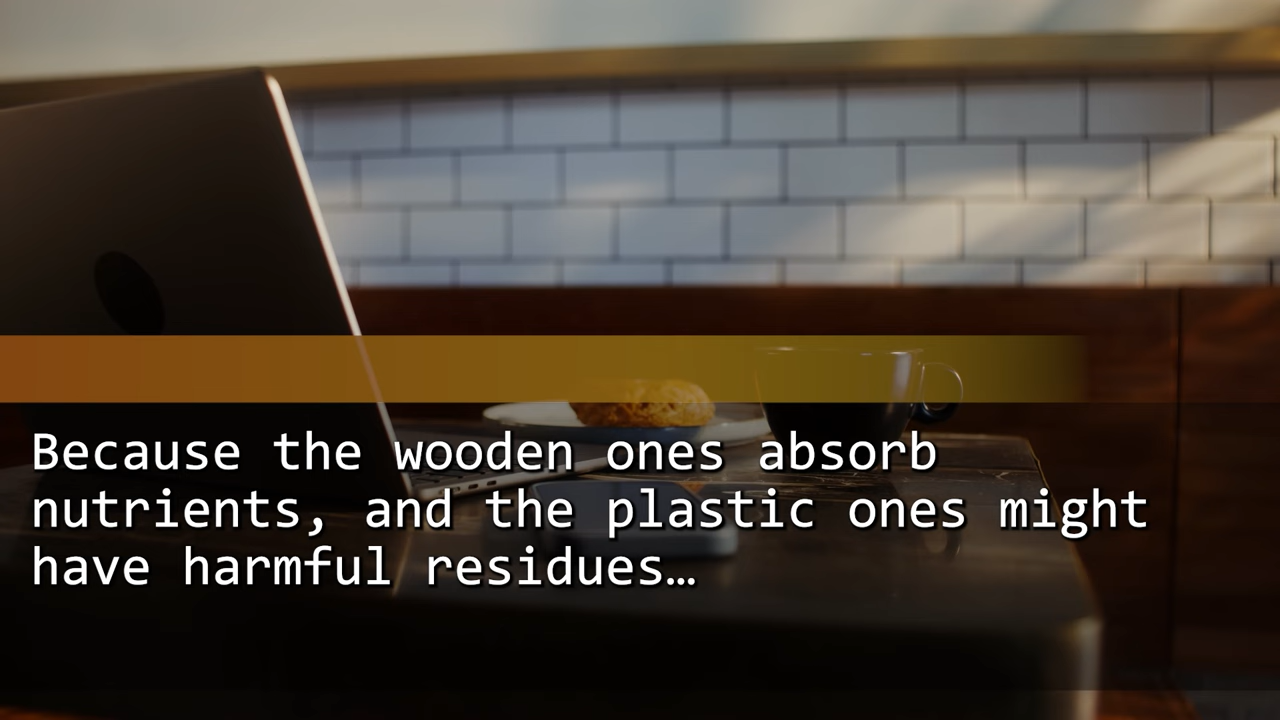 Because the wooden ones absorb
nutrients, and the plastic ones might
have harmful residues…